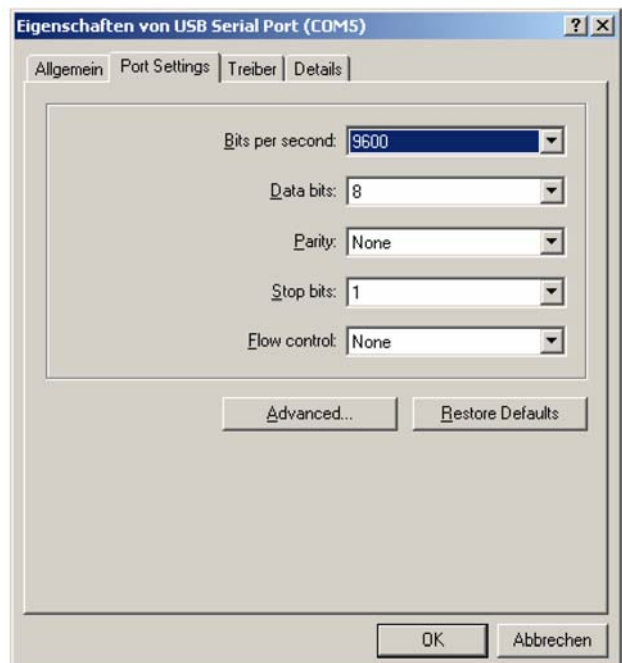 Eigenschaften von USB Serial Port (COM5)
Allgemein Port Settings Treiber Details
Bits per second: 9600
Data bits: 8
Parity: None
Stop bits: 1
Flow control: None
Advanced... Restore Defaults
OK Abbrechen